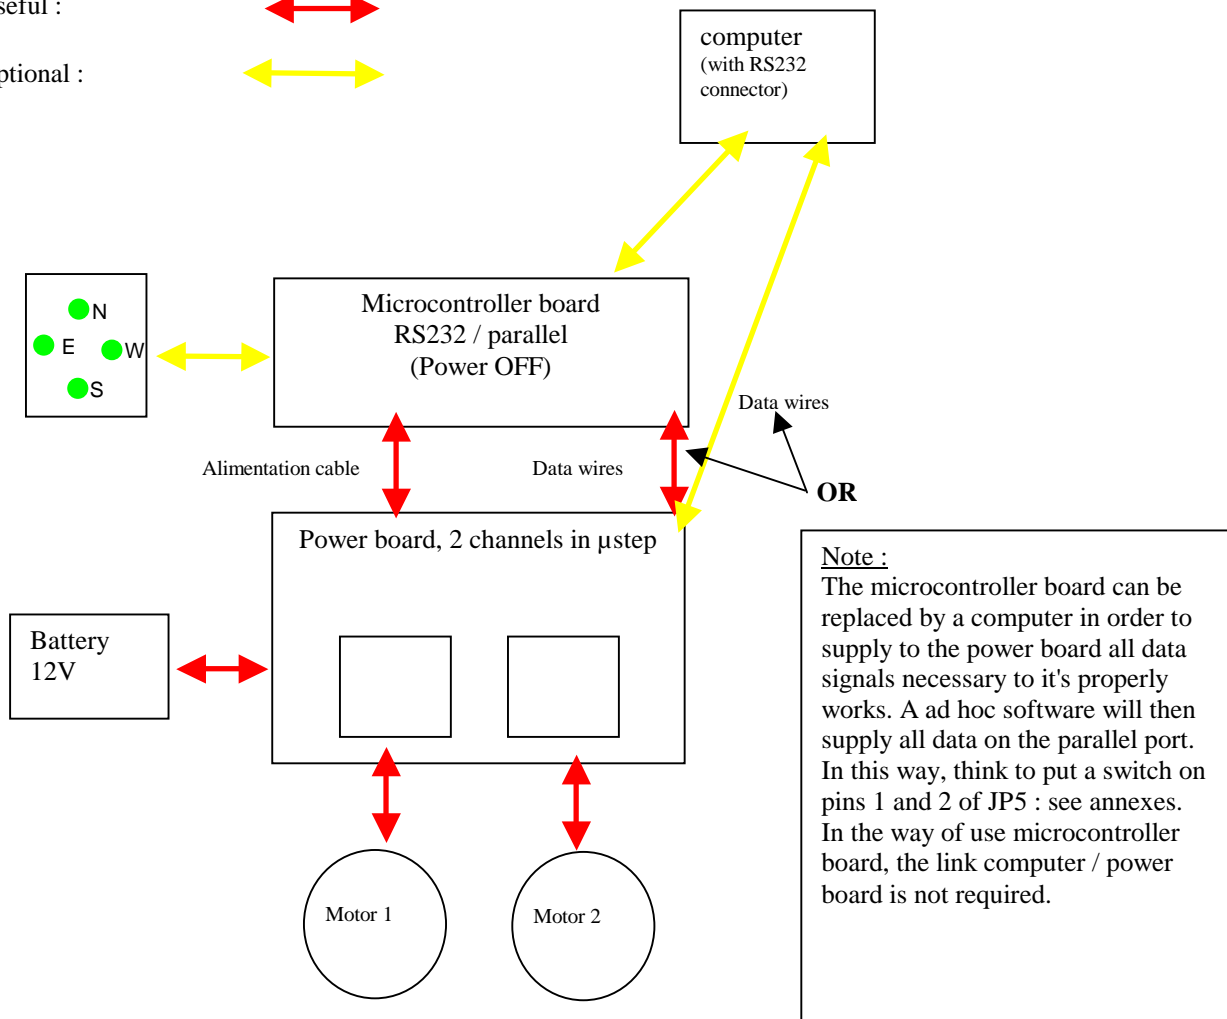 seful :
ptional :
computer
(with RS232
connector)
N
E
W
S
Microcontroller board
RS232 / parallel
(Power OFF)
Data wires
Alimentation cable
Data wires
OR
Power board, 2 channels in µstep
Battery
12V
Motor 1
Motor 2
Note :
The microcontroller board can be
replaced by a computer in order to
supply to the power board all data
signals necessary to it's properly
works. A ad hoc software will then
supply all data on the parallel port.
In this way, think to put a switch on
pins 1 and 2 of JP5 : see annexes.
In the way of use microcontroller
board, the link computer / power
board is not required.